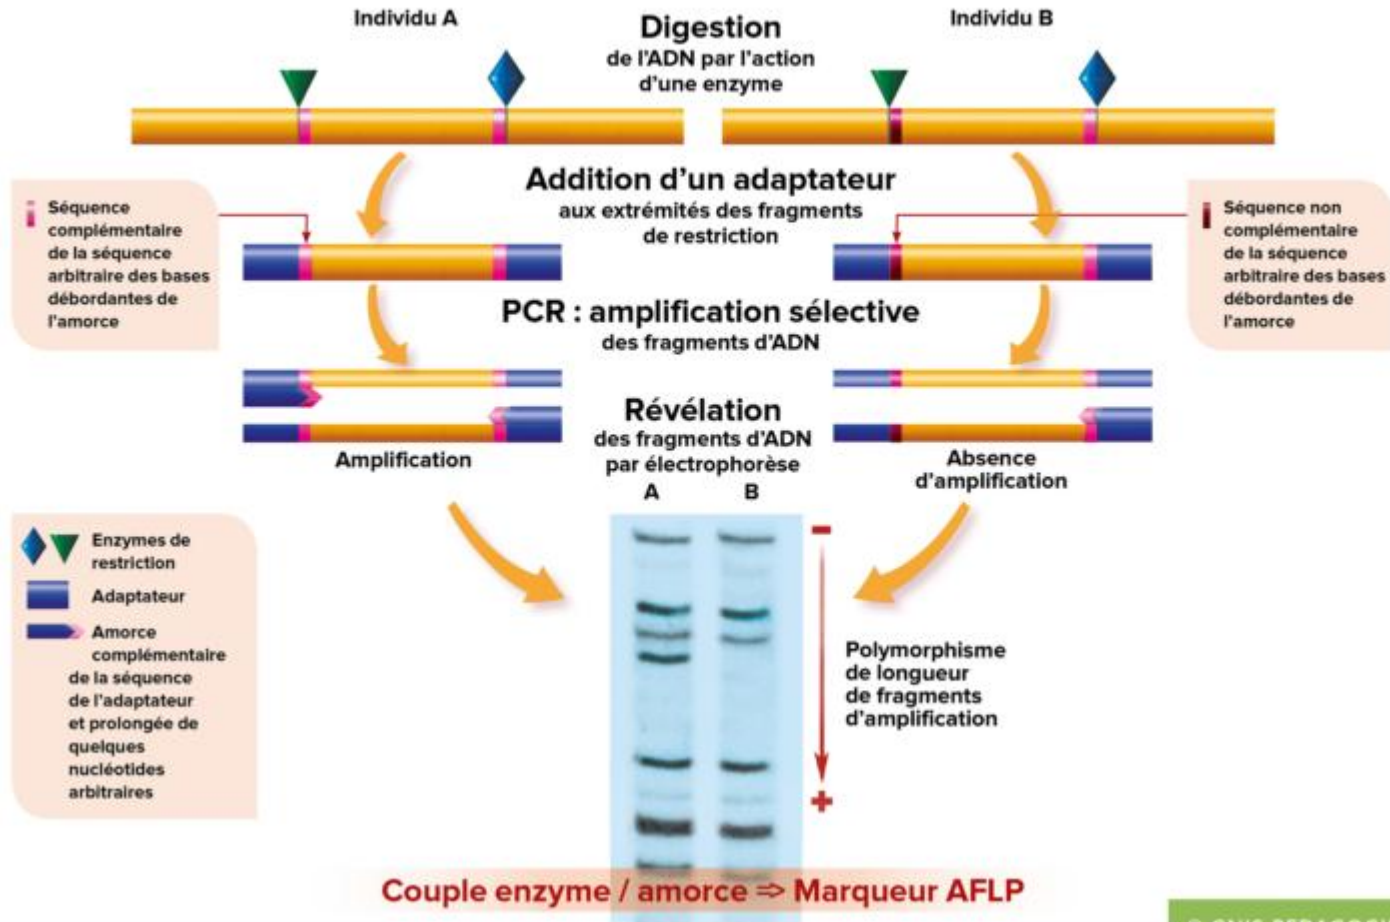 Individu A
Digestion
de l'ADN par l'action
d'une enzyme
Individu B
Addition d'un adaptateur
aux extrémités des fragments
de restriction
Séquence
complémentaire
de la séquence
arbitraire des bases
débordantes de
l'amorce
Séquence non
complémentaire
de la séquence
arbitraire des bases
débordantes de
l'amorce
PCR : amplification sélective
des fragments d'ADN
Révélation
des fragments d'ADN
par électrophorèse
Amplification
Absence
d'amplification
A B
Enzymes de
restriction
Adaptateur
Amorce
complémentaire
de la séquence
de l'adaptateur
et prolongée de
quelques
nucléotides
arbitraires
-
Polymorphisme
de longueur
de fragments
d'amplification
+
Couple enzyme / amorce ⇒ Marqueur AFLP